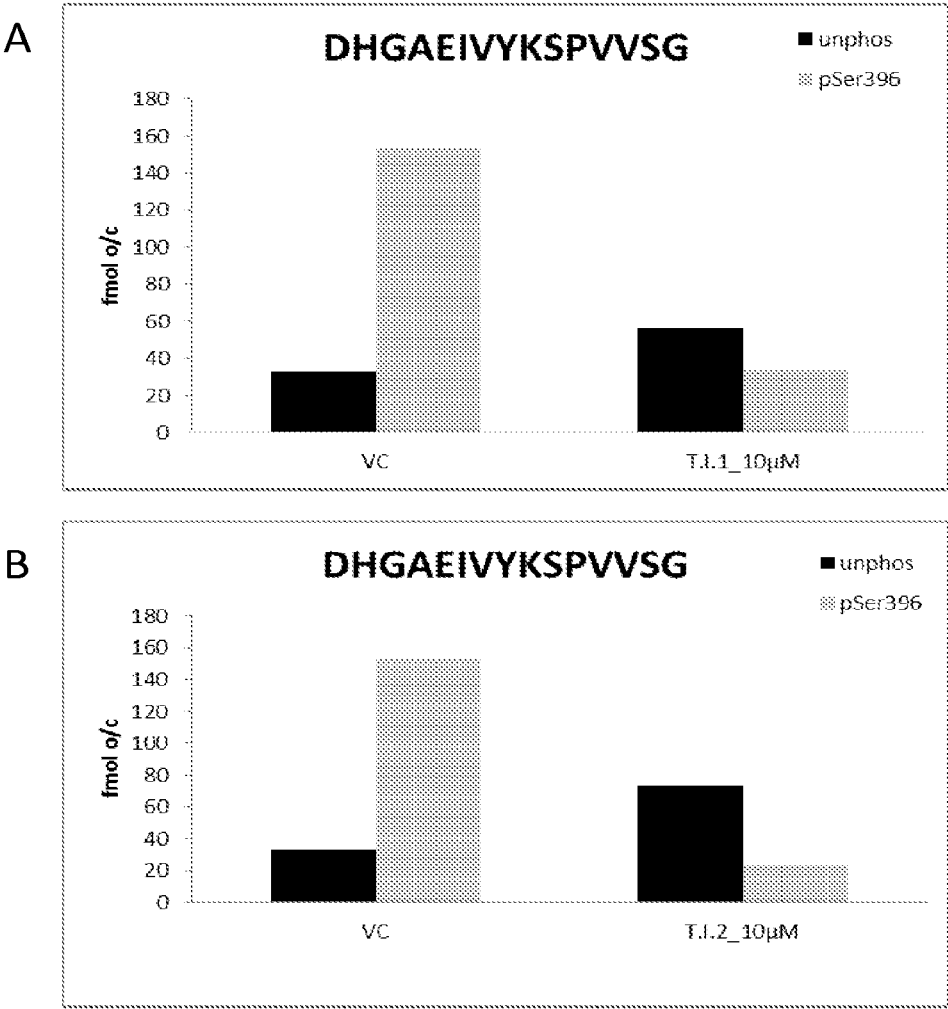 A
DHGAEIVYKSPVVSG
unphos
pSer396
180
160
140
120
100
80
60
40
20
0
fmol o/c
VC
T.I.1_10µM
B
DHGAEIVYKSPVVSG
unphos
pSer396
180
160
140
120
100
80
60
40
20
0
fmol o/c
VC
T.I.2_10µM